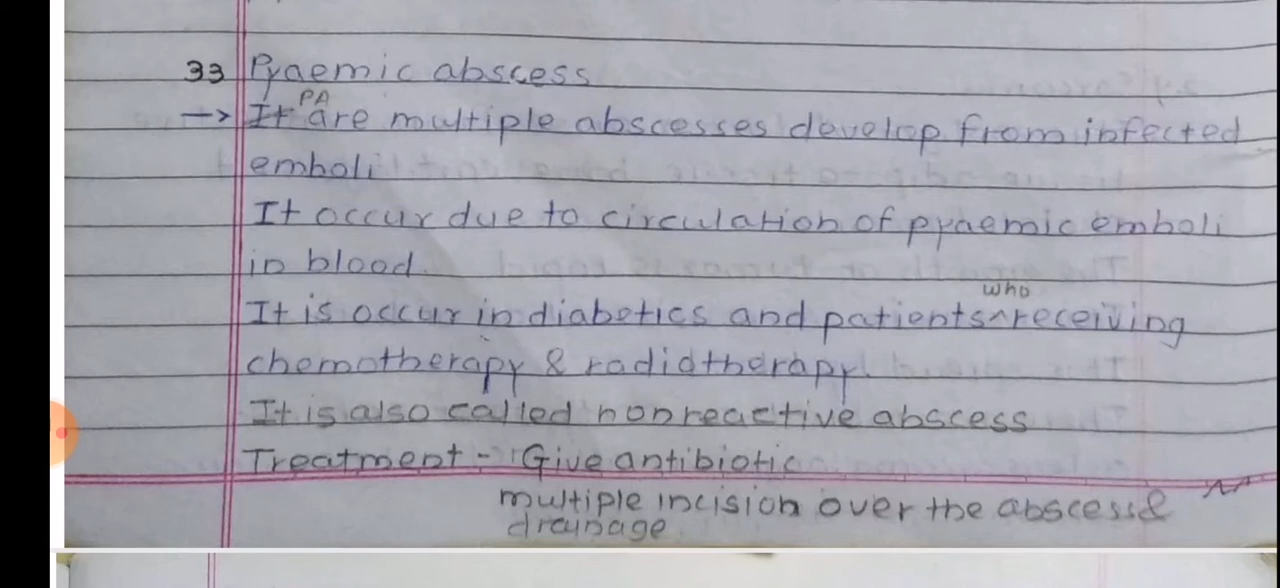 33 Pyaemic abscess
PA
→ It are multiple abscesses develop from infected
emboli
It occur due to circulation of pyaemic emboli
in blood.
who
It is occur in diabetics and patients^receiving
chemotherapy & radiotherapy.
It is also called nonreactive abscess
Treatment - Give antibiotic
multiple incision over the abscess &
drainage